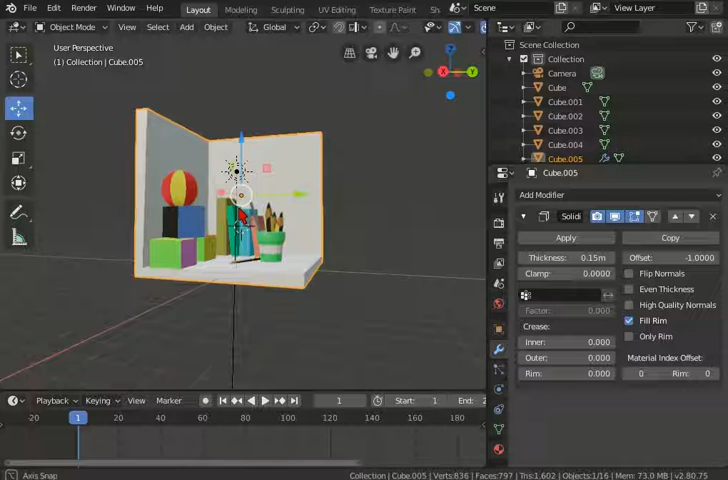 File Edit Render Window Help Layout Modeling Sculpting UV Editing Texture Paint Scene View Layer
Object Mode View Select Add Object Global
User Perspective
(1) Collection | Cube.005
Scene Collection
Collection
Camera
Cube
Cube.001
Cube.002
Cube.003
Cube.004
Cube.005
Cube.005
Add Modifier
Solidi
Apply Copy
Thickness: 0.15m Offset: -1.0000
Clamp: 0.0000 Flip Normals
Even Thickness
High Quality Normals
Factor: 0.000
Fill Rim
Crease:
Only Rim
Inner: 0.000
Outer: 0.000 Material Index Offset:
Rim: 0.000 0 Rim: 0
X Y Z
Playback Keying View Marker 1 Start: 1 End: 2
20 1 20 40 60 80 100 120 140 160 180
Axis Snap Collection | Cube.005 | Verts:836 | Faces:797 | Tris:1,602 | Objects:1/16 | Mem: 73.0 MB | v2.80.75